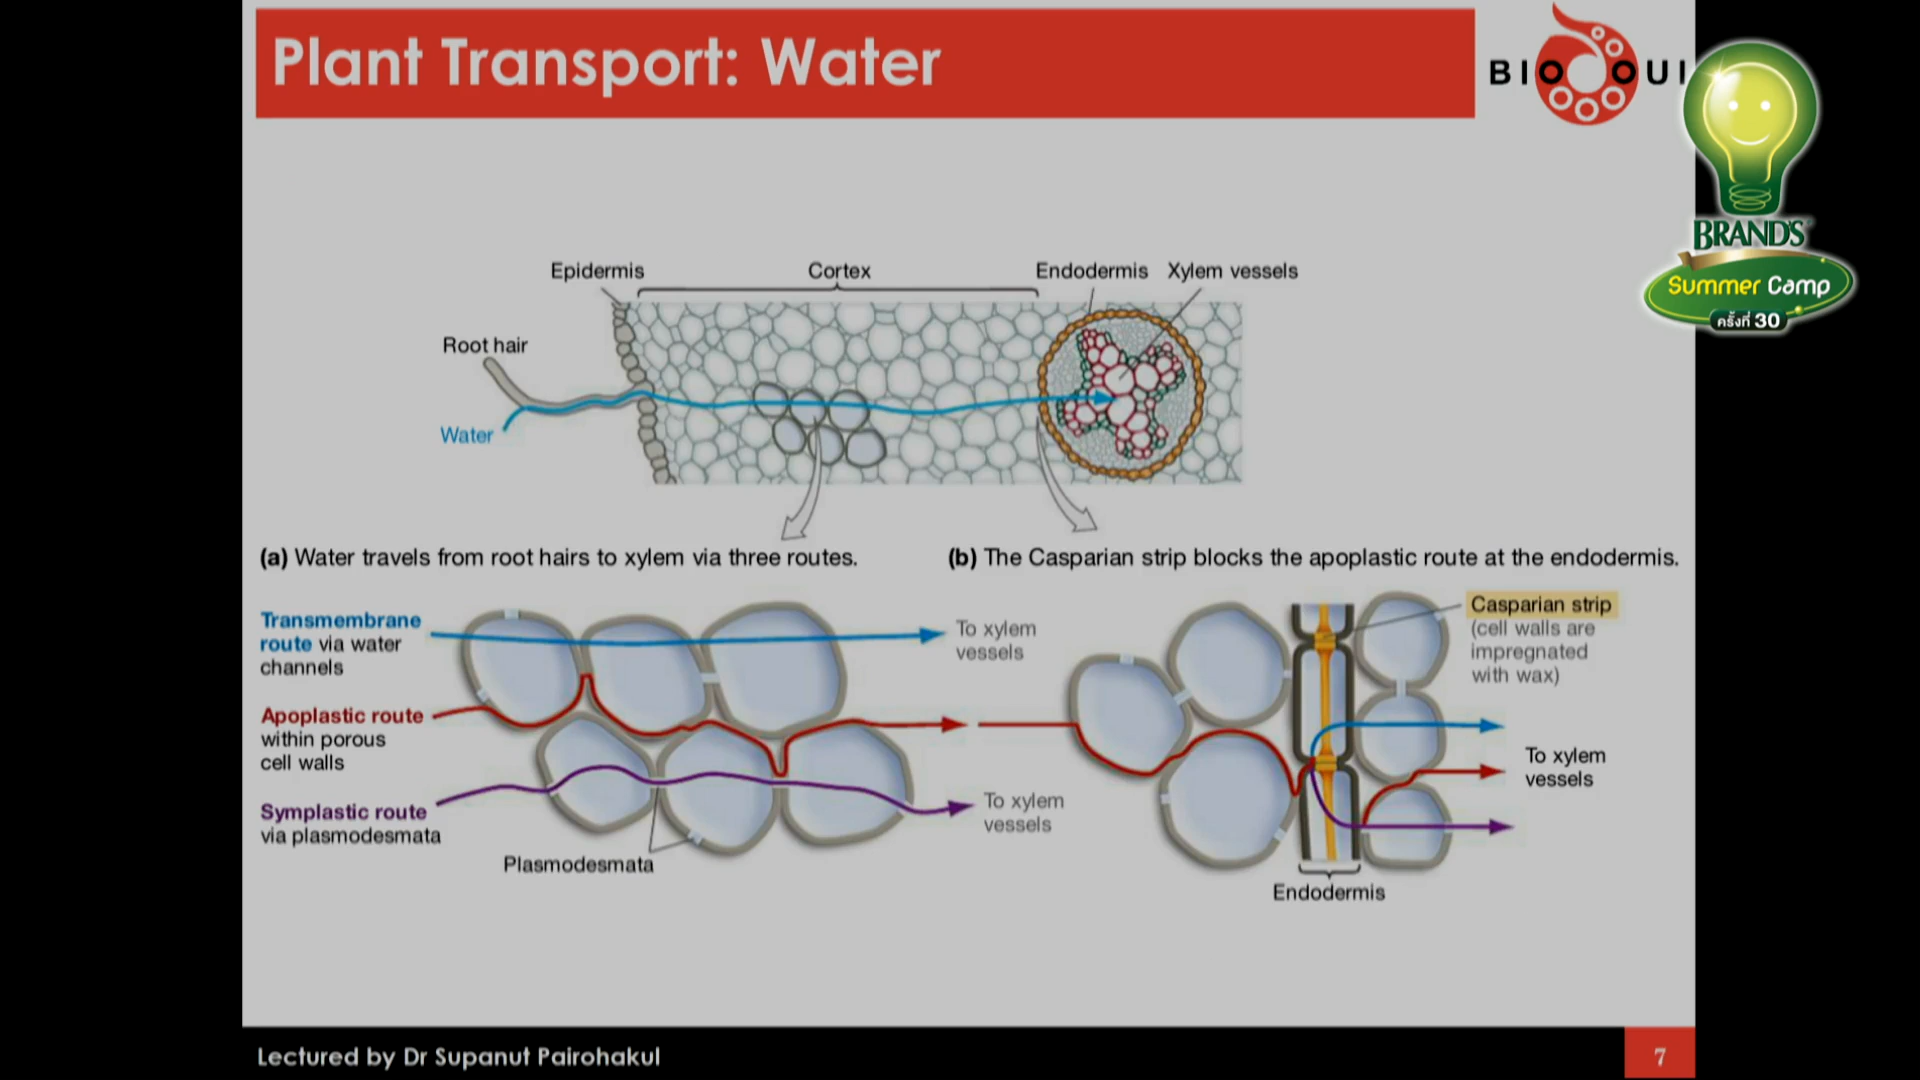 Plant Transport: Water
BIO OUI
BRAND'S
Summer Camp
ครั้งที่ 30
Epidermis
Cortex
Endodermis
Xylem vessels
Root hair
Water
(a) Water travels from root hairs to xylem via three routes.
(b) The Casparian strip blocks the apoplastic route at the endodermis.
Transmembrane
route via water
channels
To xylem
vessels
Apoplastic route
within porous
cell walls
Symplastic route
via plasmodesmata
To xylem
vessels
Plasmodesmata
Casparian strip
(cell walls are
impregnated
with wax)
To xylem
vessels
Endodermis
Lectured by Dr Supanut Pairohakul
7